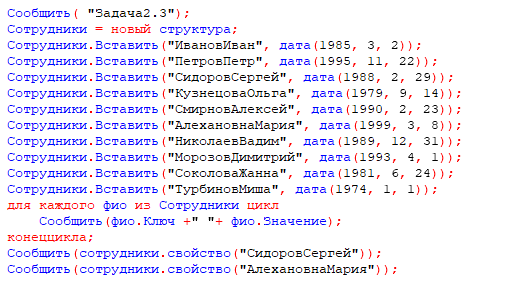 Сообщить( "Задача2.3");
Сотрудники = новый структура;
Сотрудники.Вставить("ИвановИван", дата(1985, 3, 2));
Сотрудники.Вставить("ПетровПетр", дата(1995, 11, 22));
Сотрудники.Вставить("СидоровСергей", дата(1988, 2, 29));
Сотрудники.Вставить("КузнецоваОльга", дата(1979, 9, 14));
Сотрудники.Вставить("СмирновАлексей", дата(1990, 2, 23));
Сотрудники.Вставить("АлехановнаМария", дата(1999, 3, 8));
Сотрудники.Вставить("НиколаевВадим", дата(1989, 12, 31));
Сотрудники.Вставить("МорозовДимитрий", дата(1993, 4, 1));
Сотрудники.Вставить("СоколоваЖанна", дата(1981, 6, 24));
Сотрудники.Вставить("ТурбиновМиша", дата(1974, 1, 1));
для каждого фио из Сотрудники цикл
    Сообщить(фио.Ключ +" "+ фио.Значение);
конеццикла;
Сообщить(сотрудники.свойство("СидоровСергей"));
Сообщить(сотрудники.свойство("АлехановнаМария"));